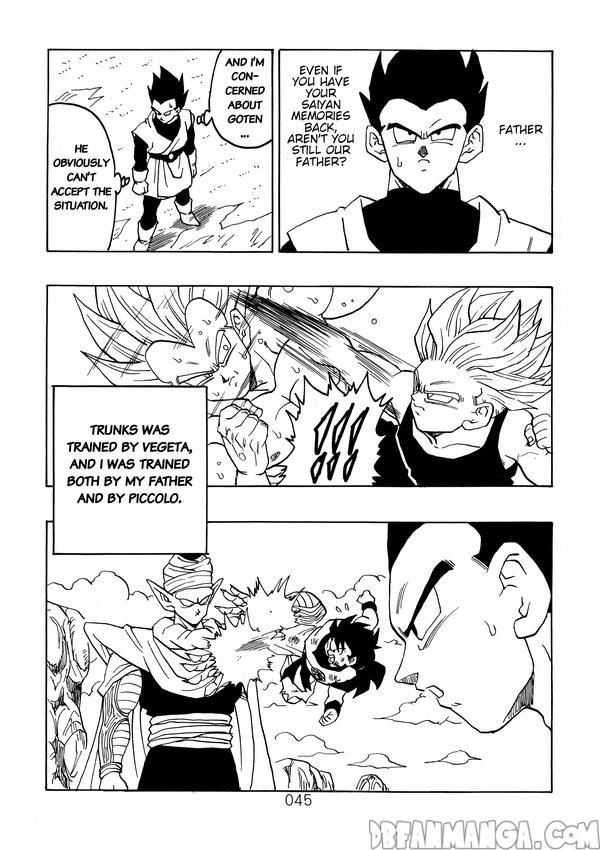 FATHER
...
EVEN IF
YOU HAVE
YOUR
SAIYAN
MEMORIES
BACK,
AREN'T YOU
STILL OUR
FATHER?
AND I'M
CON-
CERNED
ABOUT
GOTEN
...
HE
OBVIOUSLY
CAN'T
ACCEPT THE
SITUATION.
TRUNKS WAS
TRAINED BY VEGETA,
AND I WAS TRAINED
BOTH BY MY FATHER
AND BY PICCOLO.
045
DBFANMANGA.COM